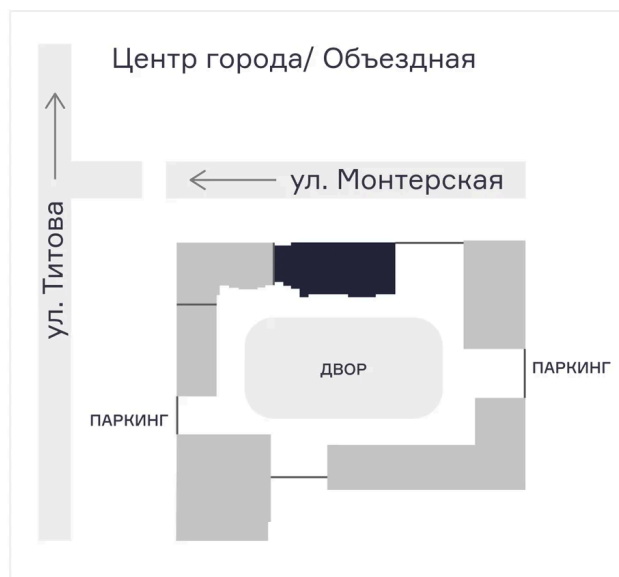 Центр города/ Объездная
ул. Монтерская
ул. Титова
ДВОР
ПАРКИНГ
ПАРКИНГ